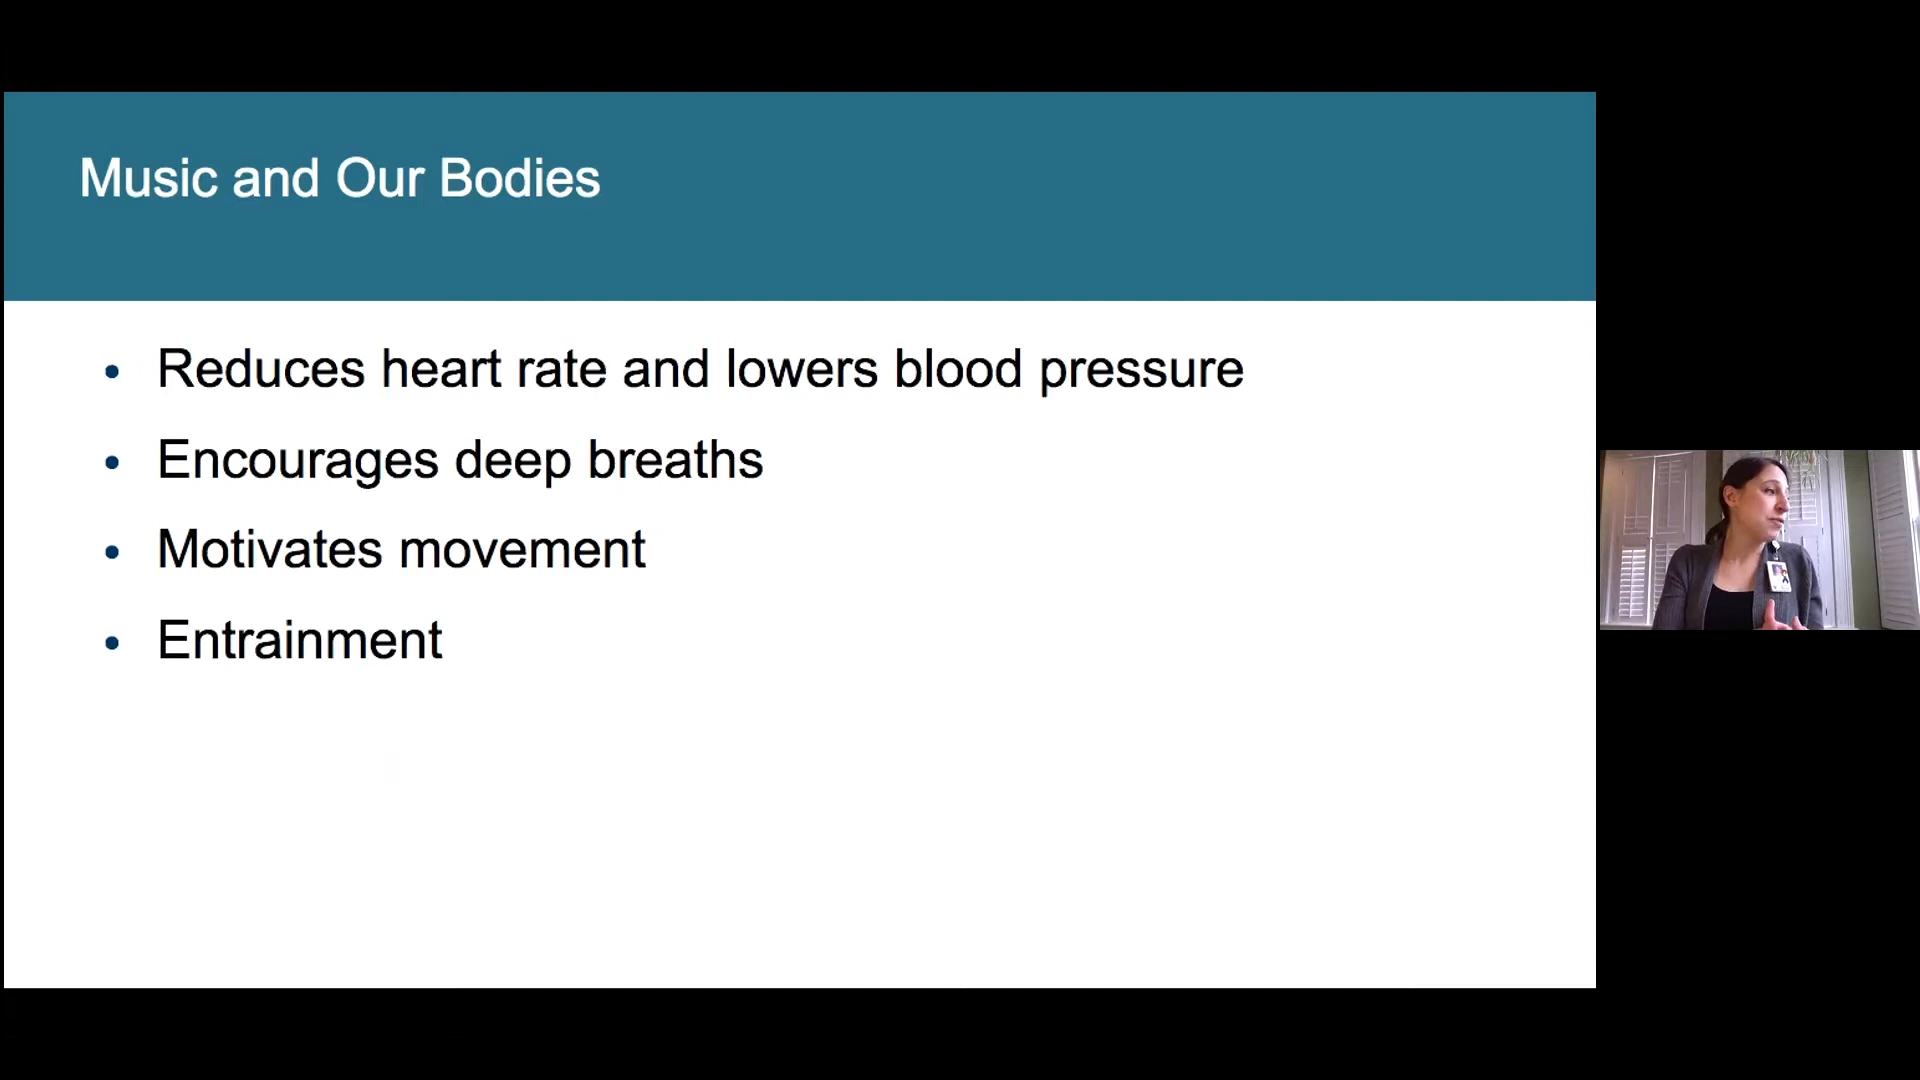 Music and Our Bodies
• Reduces heart rate and lowers blood pressure
• Encourages deep breaths
• Motivates movement
• Entrainment